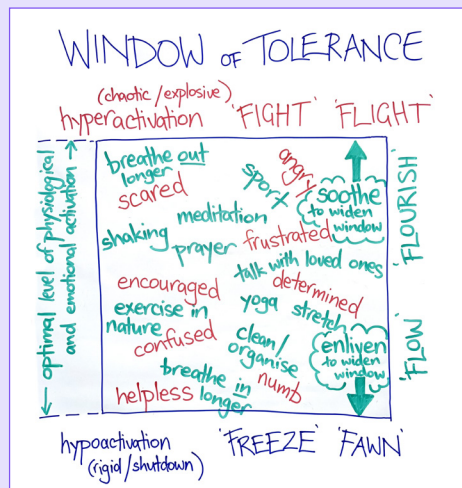 WINDOW OF TOLERANCE
(chaotic/explosive)
hyperactivation 'FIGHT' 'FLIGHT'
optimal level of physiological
and emotional activation
breathe out
longer
scared
sport
angry
soothe
to widen
window
meditation
shaking
prayer
frustrated
talk with loved ones
encouraged
determined
exercise in
nature
yoga
stretch
confused
clean/
organise
enliven
to widen
window
breathe in
longer
numb
helpless
'FLOW' 'FLOURISH'
hypoactivation
(rigid/shutdown)
'FREEZE' 'FAWN'